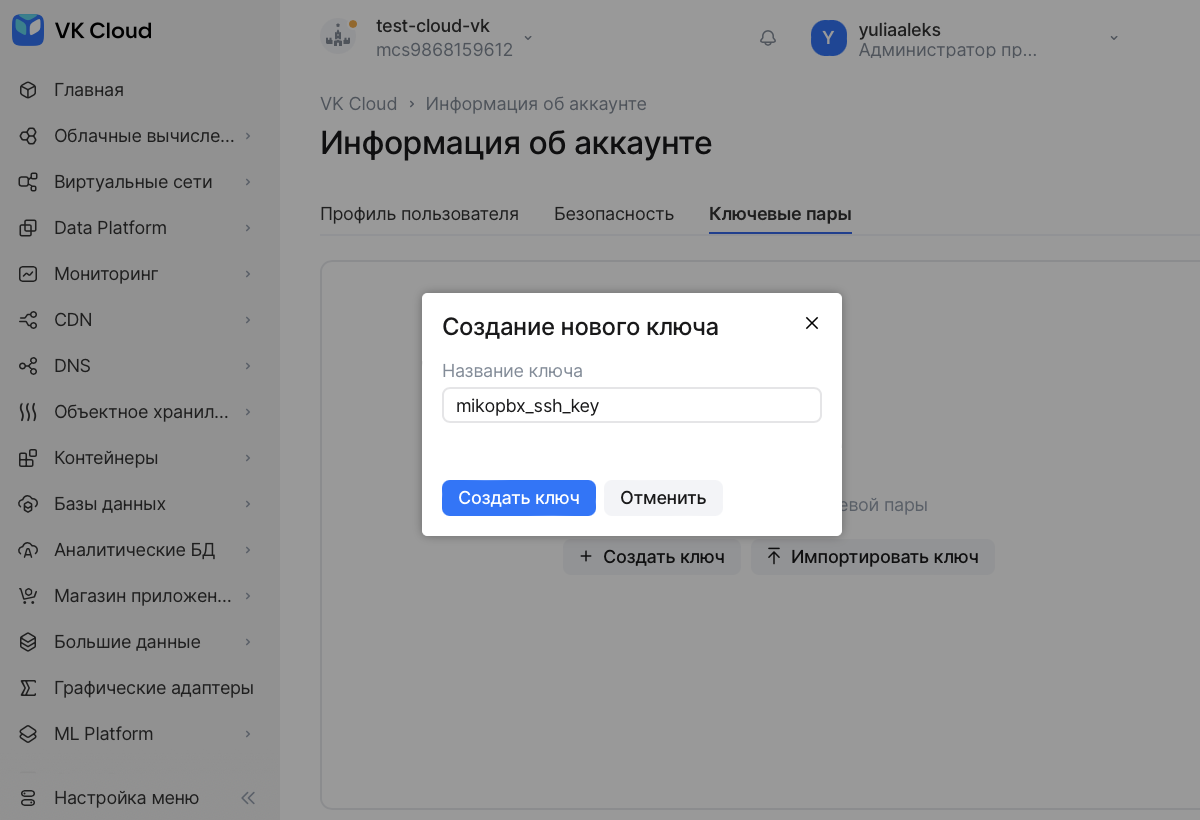 VK Cloud
Главная
Облачные вычисле...
Виртуальные сети
Data Platform
Мониторинг
CDN
DNS
Объектное хранил...
Контейнеры
Базы данных
Аналитические БД
Магазин приложен...
Большие данные
Графические адаптеры
ML Platform
Настройка меню
test-cloud-vk
mcs9868159612
Y
yuliaaleks
Администратор пр...
VK Cloud › Информация об аккаунте
Информация об аккаунте
Профиль пользователя Безопасность Ключевые пары
Создание нового ключа
Название ключа
mikopbx_ssh_key
Создать ключ Отменить
евой пары
+ Создать ключ Импортировать ключ